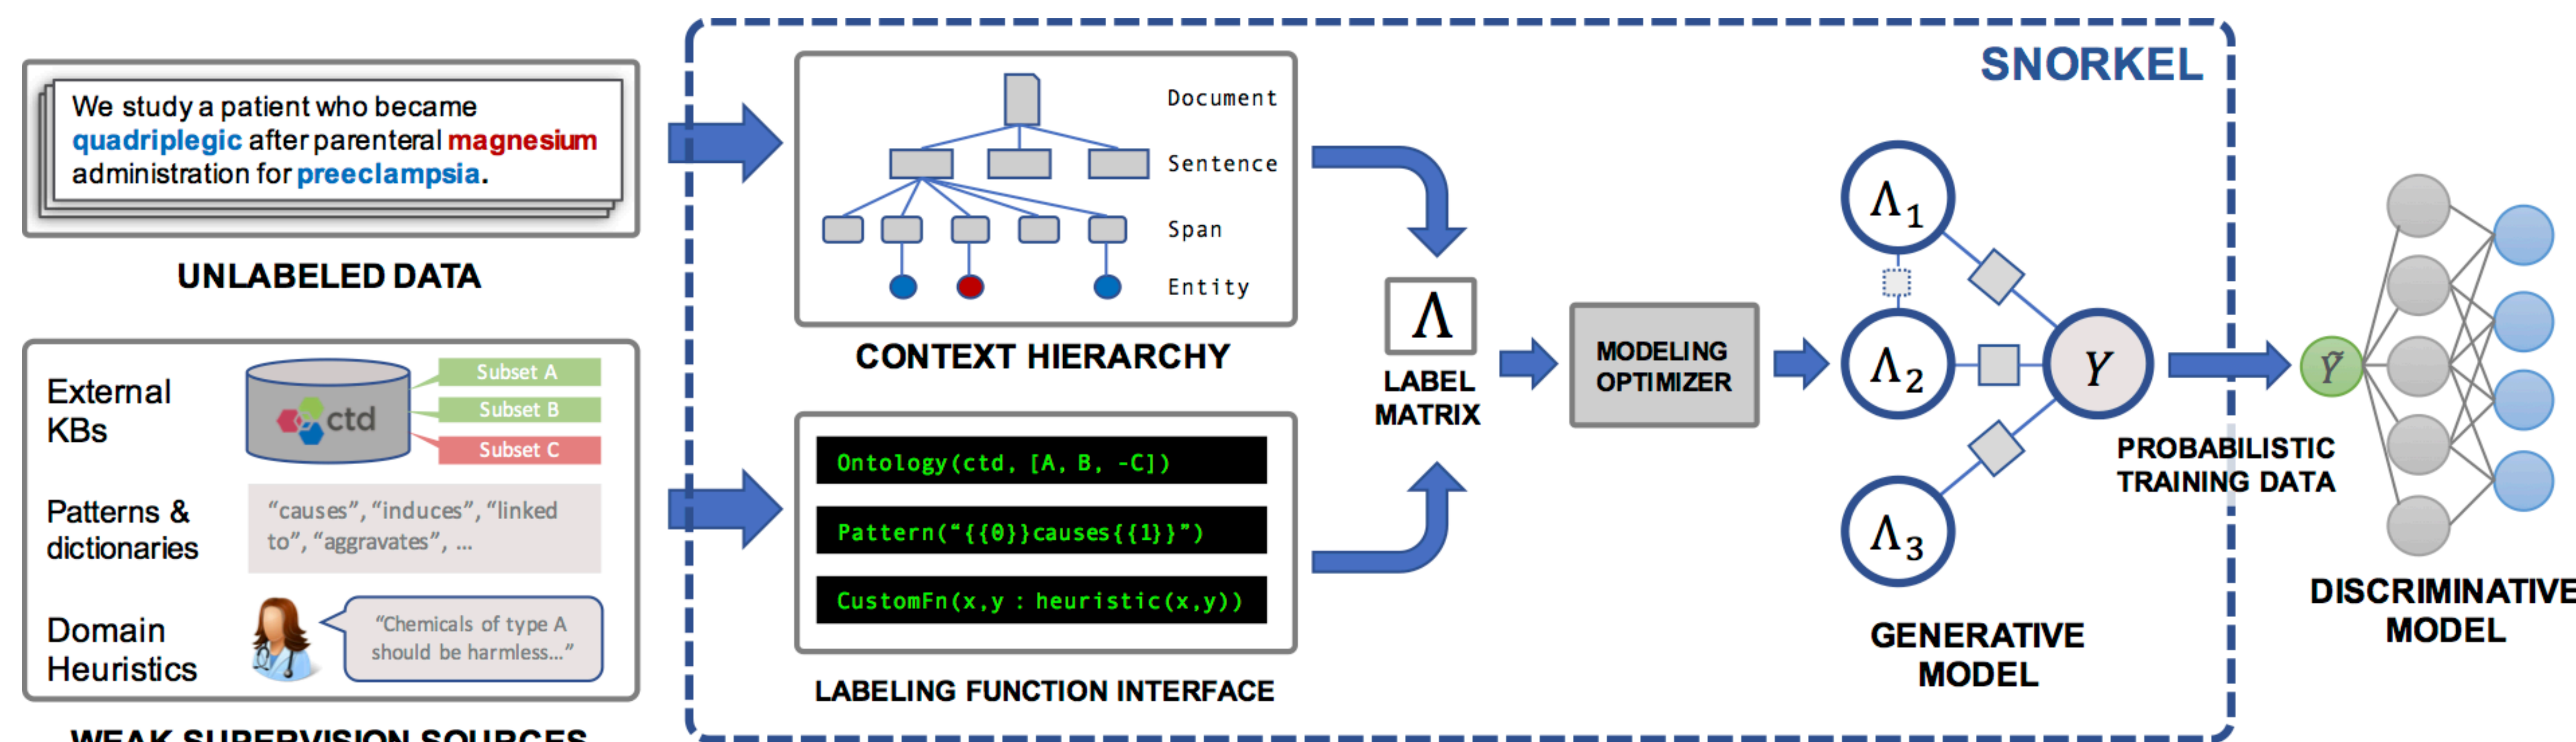 We study a patient who became
quadriplegic after parenteral magnesium
administration for preeclampsia.
UNLABELED DATA
External
KBs
ctd
Subset A
Subset B
Subset C
Patterns &
dictionaries
“causes”, “induces”, “linked
to”, “aggravates”, ...
Domain
Heuristics
“Chemicals of type A
should be harmless...”
WEAK SUPERVISION SOURCES
SNORKEL
Document
Sentence
Span
Entity
CONTEXT HIERARCHY
Ontology(ctd, [A, B, -C])
Pattern(“{{0}}causes{{1}}”)
CustomFn(x,y : heuristic(x,y))
LABELING FUNCTION INTERFACE
Λ
LABEL
MATRIX
MODELING
OPTIMIZER
Λ₁
Λ₂
Λ₃
Y
GENERATIVE
MODEL
PROBABILISTIC
TRAINING DATA
Ỹ
DISCRIMINATIVE
MODEL